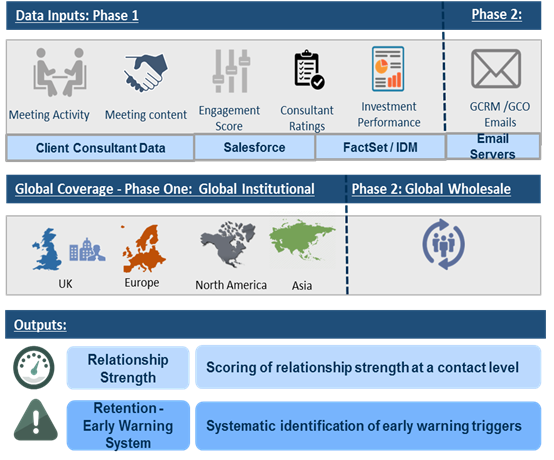 Data Inputs: Phase 1
Phase 2:
Meeting Activity
Meeting content
Engagement
Score
Consultant
Ratings
Investment
Performance
GCRM /GCO
Emails
Client Consultant Data
Salesforce
FactSet / IDM
Email
Servers
Global Coverage - Phase One: Global Institutional
Phase 2: Global Wholesale
UK
Europe
North America
Asia
Outputs:
Relationship
Strength
Scoring of relationship strength at a contact level
Retention -
Early Warning
System
Systematic identification of early warning triggers